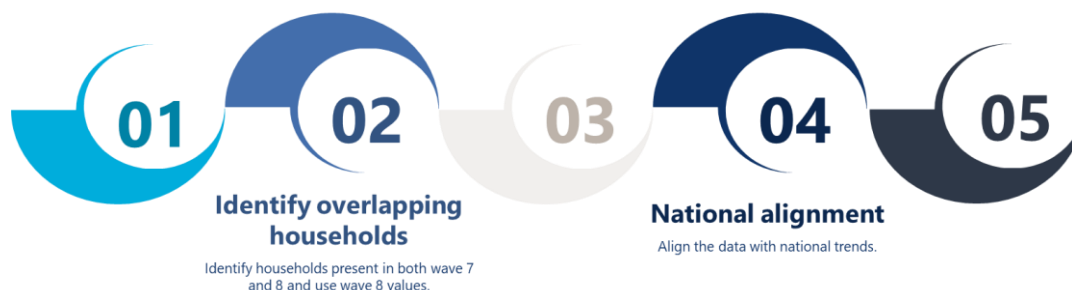 01
02
03
04
05
Identify overlapping
households
Identify households present in both wave 7
and 8 and use wave 8 values.
National alignment
Align the data with national trends.